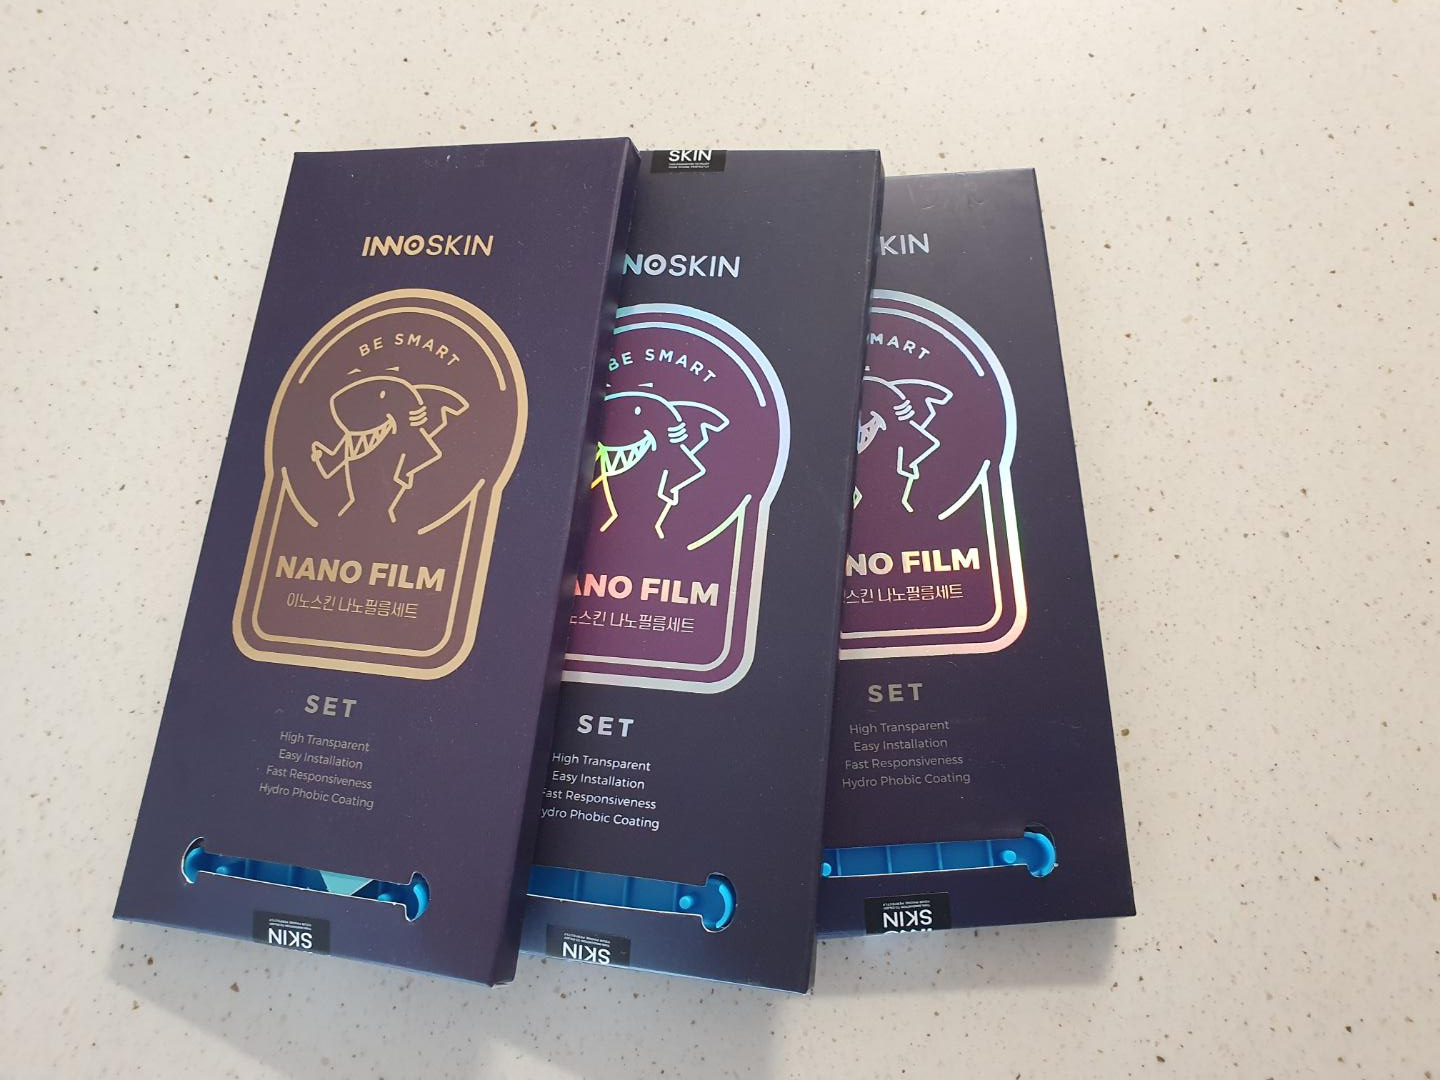 INNOSKIN
BE SMART
NANO FILM
이노스킨 나노필름세트
SET
High Transparent
Easy Installation
Fast Responsiveness
Hydro Phobic Coating
SKIN
SKIN
NNOSKIN
BE SMART
ANO FILM
노스킨 나노필름세트
SET
High Transparent
Easy Installation
Fast Responsiveness
ydro Phobic Coating
SKIN
KIN
SMART
NO FILM
스킨 나노필름세트
SET
High Transparent
Easy Installation
Fast Responsiveness
Hydro Phobic Coating
SKIN